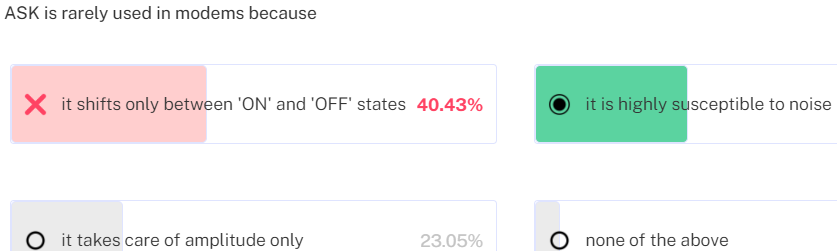 ASK is rarely used in modems because
it shifts only between 'ON' and 'OFF' states 40.43%
it is highly susceptible to noise
it takes care of amplitude only 23.05%
none of the above